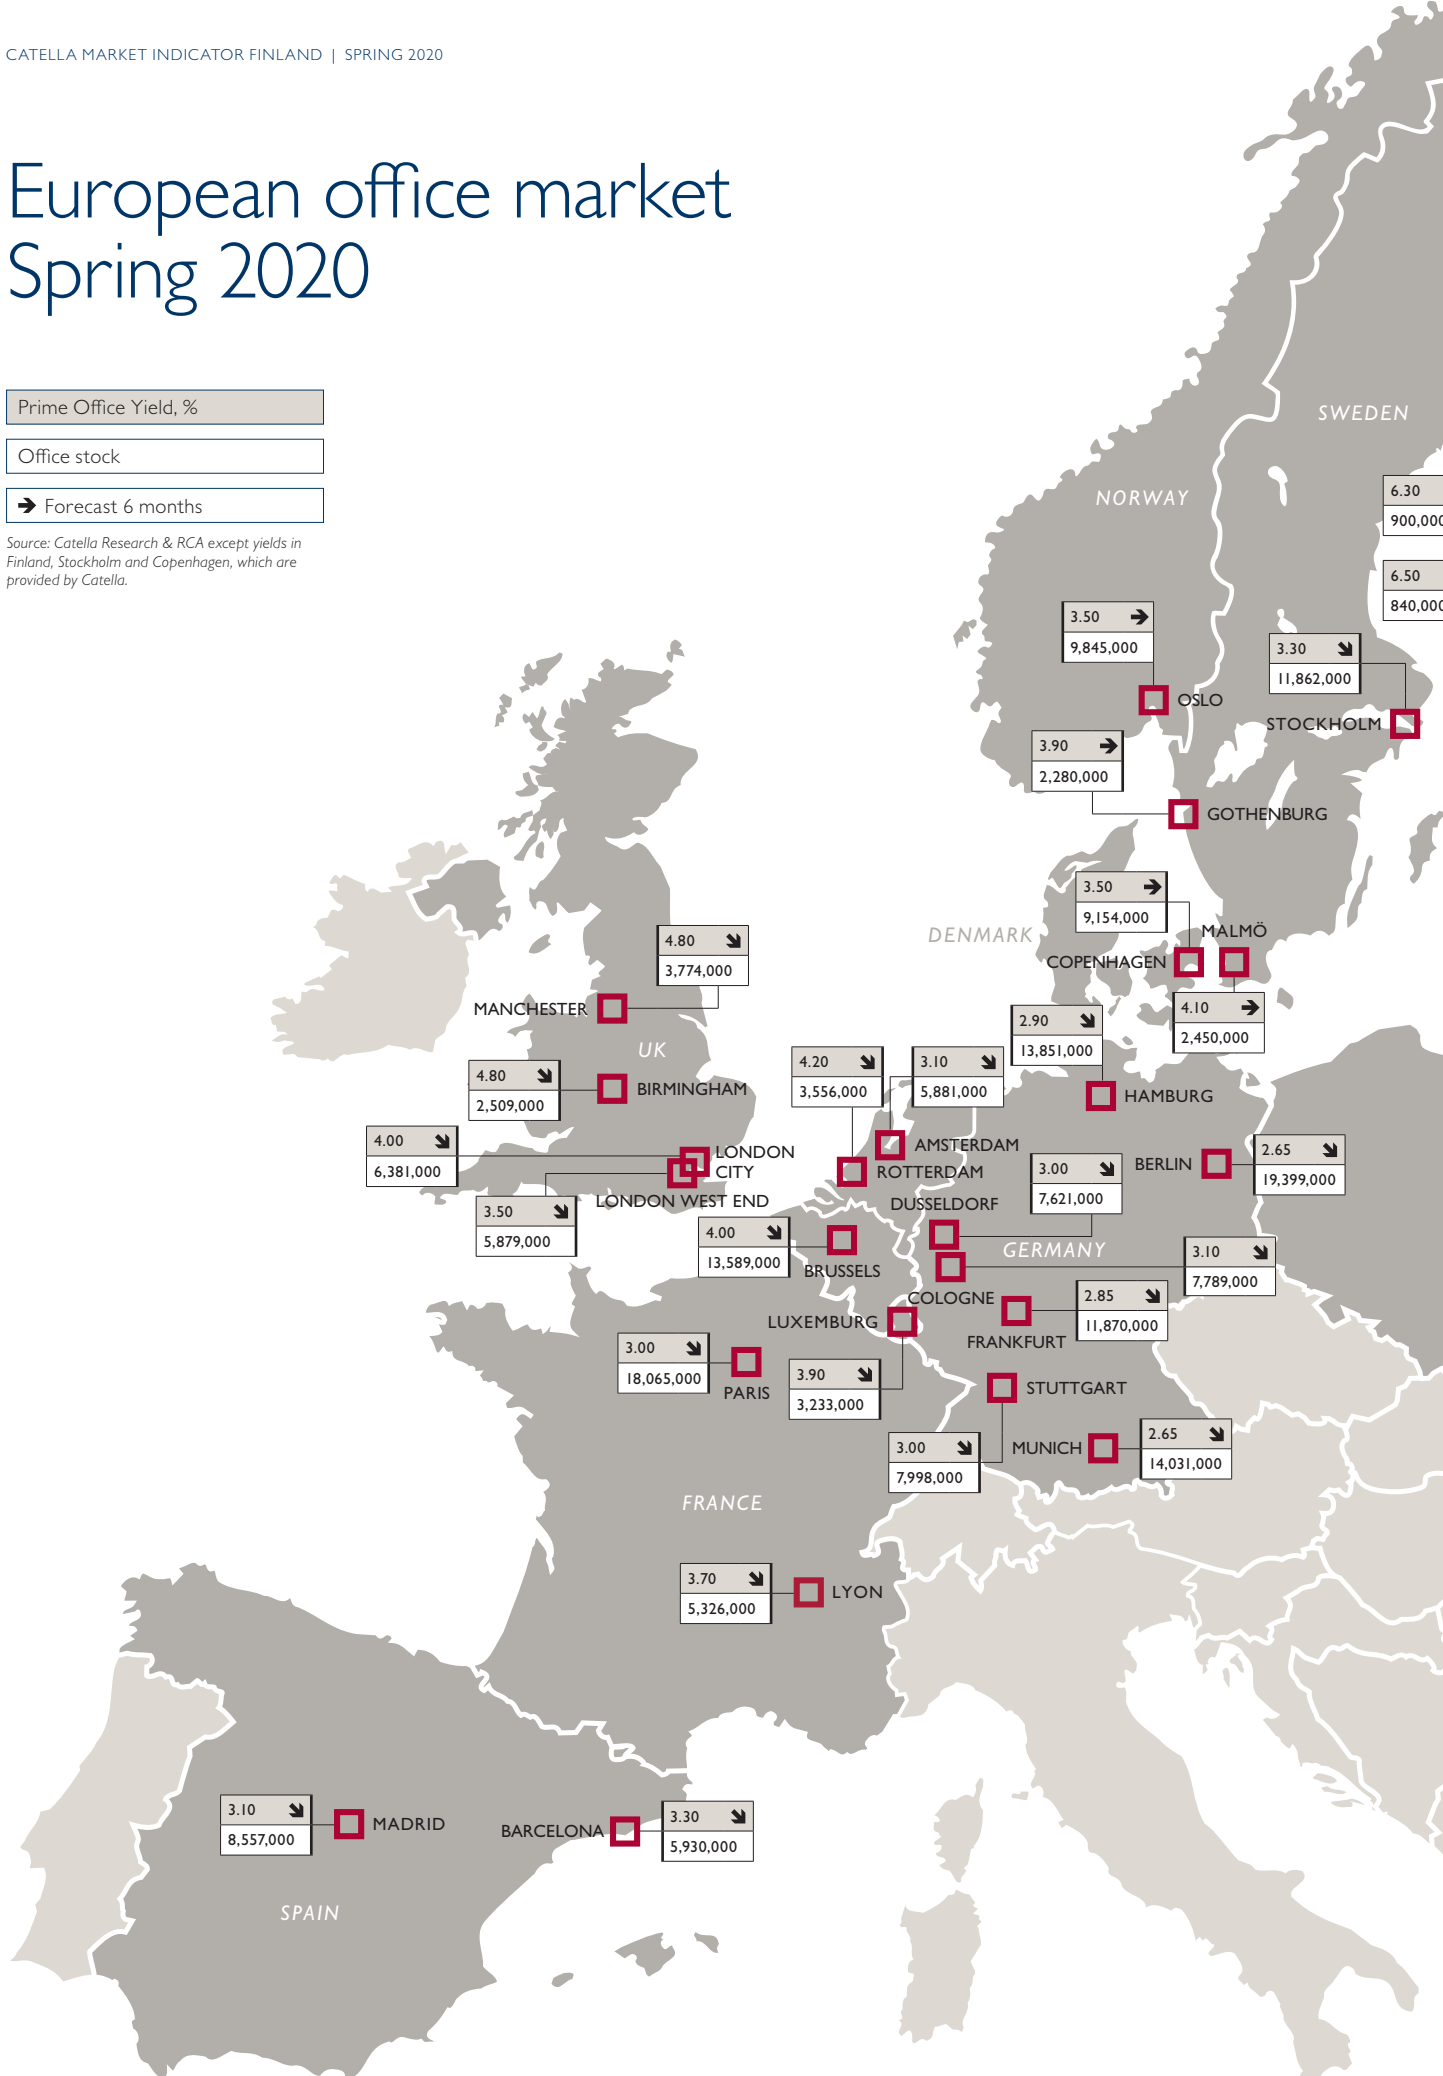 CATELLA MARKET INDICATOR FINLAND | SPRING 2020
European office market
Spring 2020
Prime Office Yield, %
Office stock
➔ Forecast 6 months
Source: Catella Research & RCA except yields in
Finland, Stockholm and Copenhagen, which are
provided by Catella.
SWEDEN
NORWAY
6.30
900,000
6.50
840,000
3.50
9,845,000
OSLO
3.30
11,862,000
STOCKHOLM
3.90
2,280,000
GOTHENBURG
3.50
9,154,000
DENMARK
MALMÖ
COPENHAGEN
4.10
2,450,000
4.80
3,774,000
MANCHESTER
UK
4.80
2,509,000
BIRMINGHAM
2.90
13,851,000
HAMBURG
4.20
3,556,000
3.10
5,881,000
AMSTERDAM
ROTTERDAM
4.00
6,381,000
LONDON
CITY
LONDON WEST END
3.50
5,879,000
BERLIN
2.65
19,399,000
3.00
7,621,000
DUSSELDORF
GERMANY
4.00
13,589,000
BRUSSELS
3.10
7,789,000
COLOGNE
2.85
11,870,000
FRANKFURT
LUXEMBURG
3.90
3,233,000
3.00
18,065,000
PARIS
STUTTGART
3.00
7,998,000
MUNICH
2.65
14,031,000
FRANCE
3.70
5,326,000
LYON
3.10
8,557,000
MADRID
BARCELONA
3.30
5,930,000
SPAIN